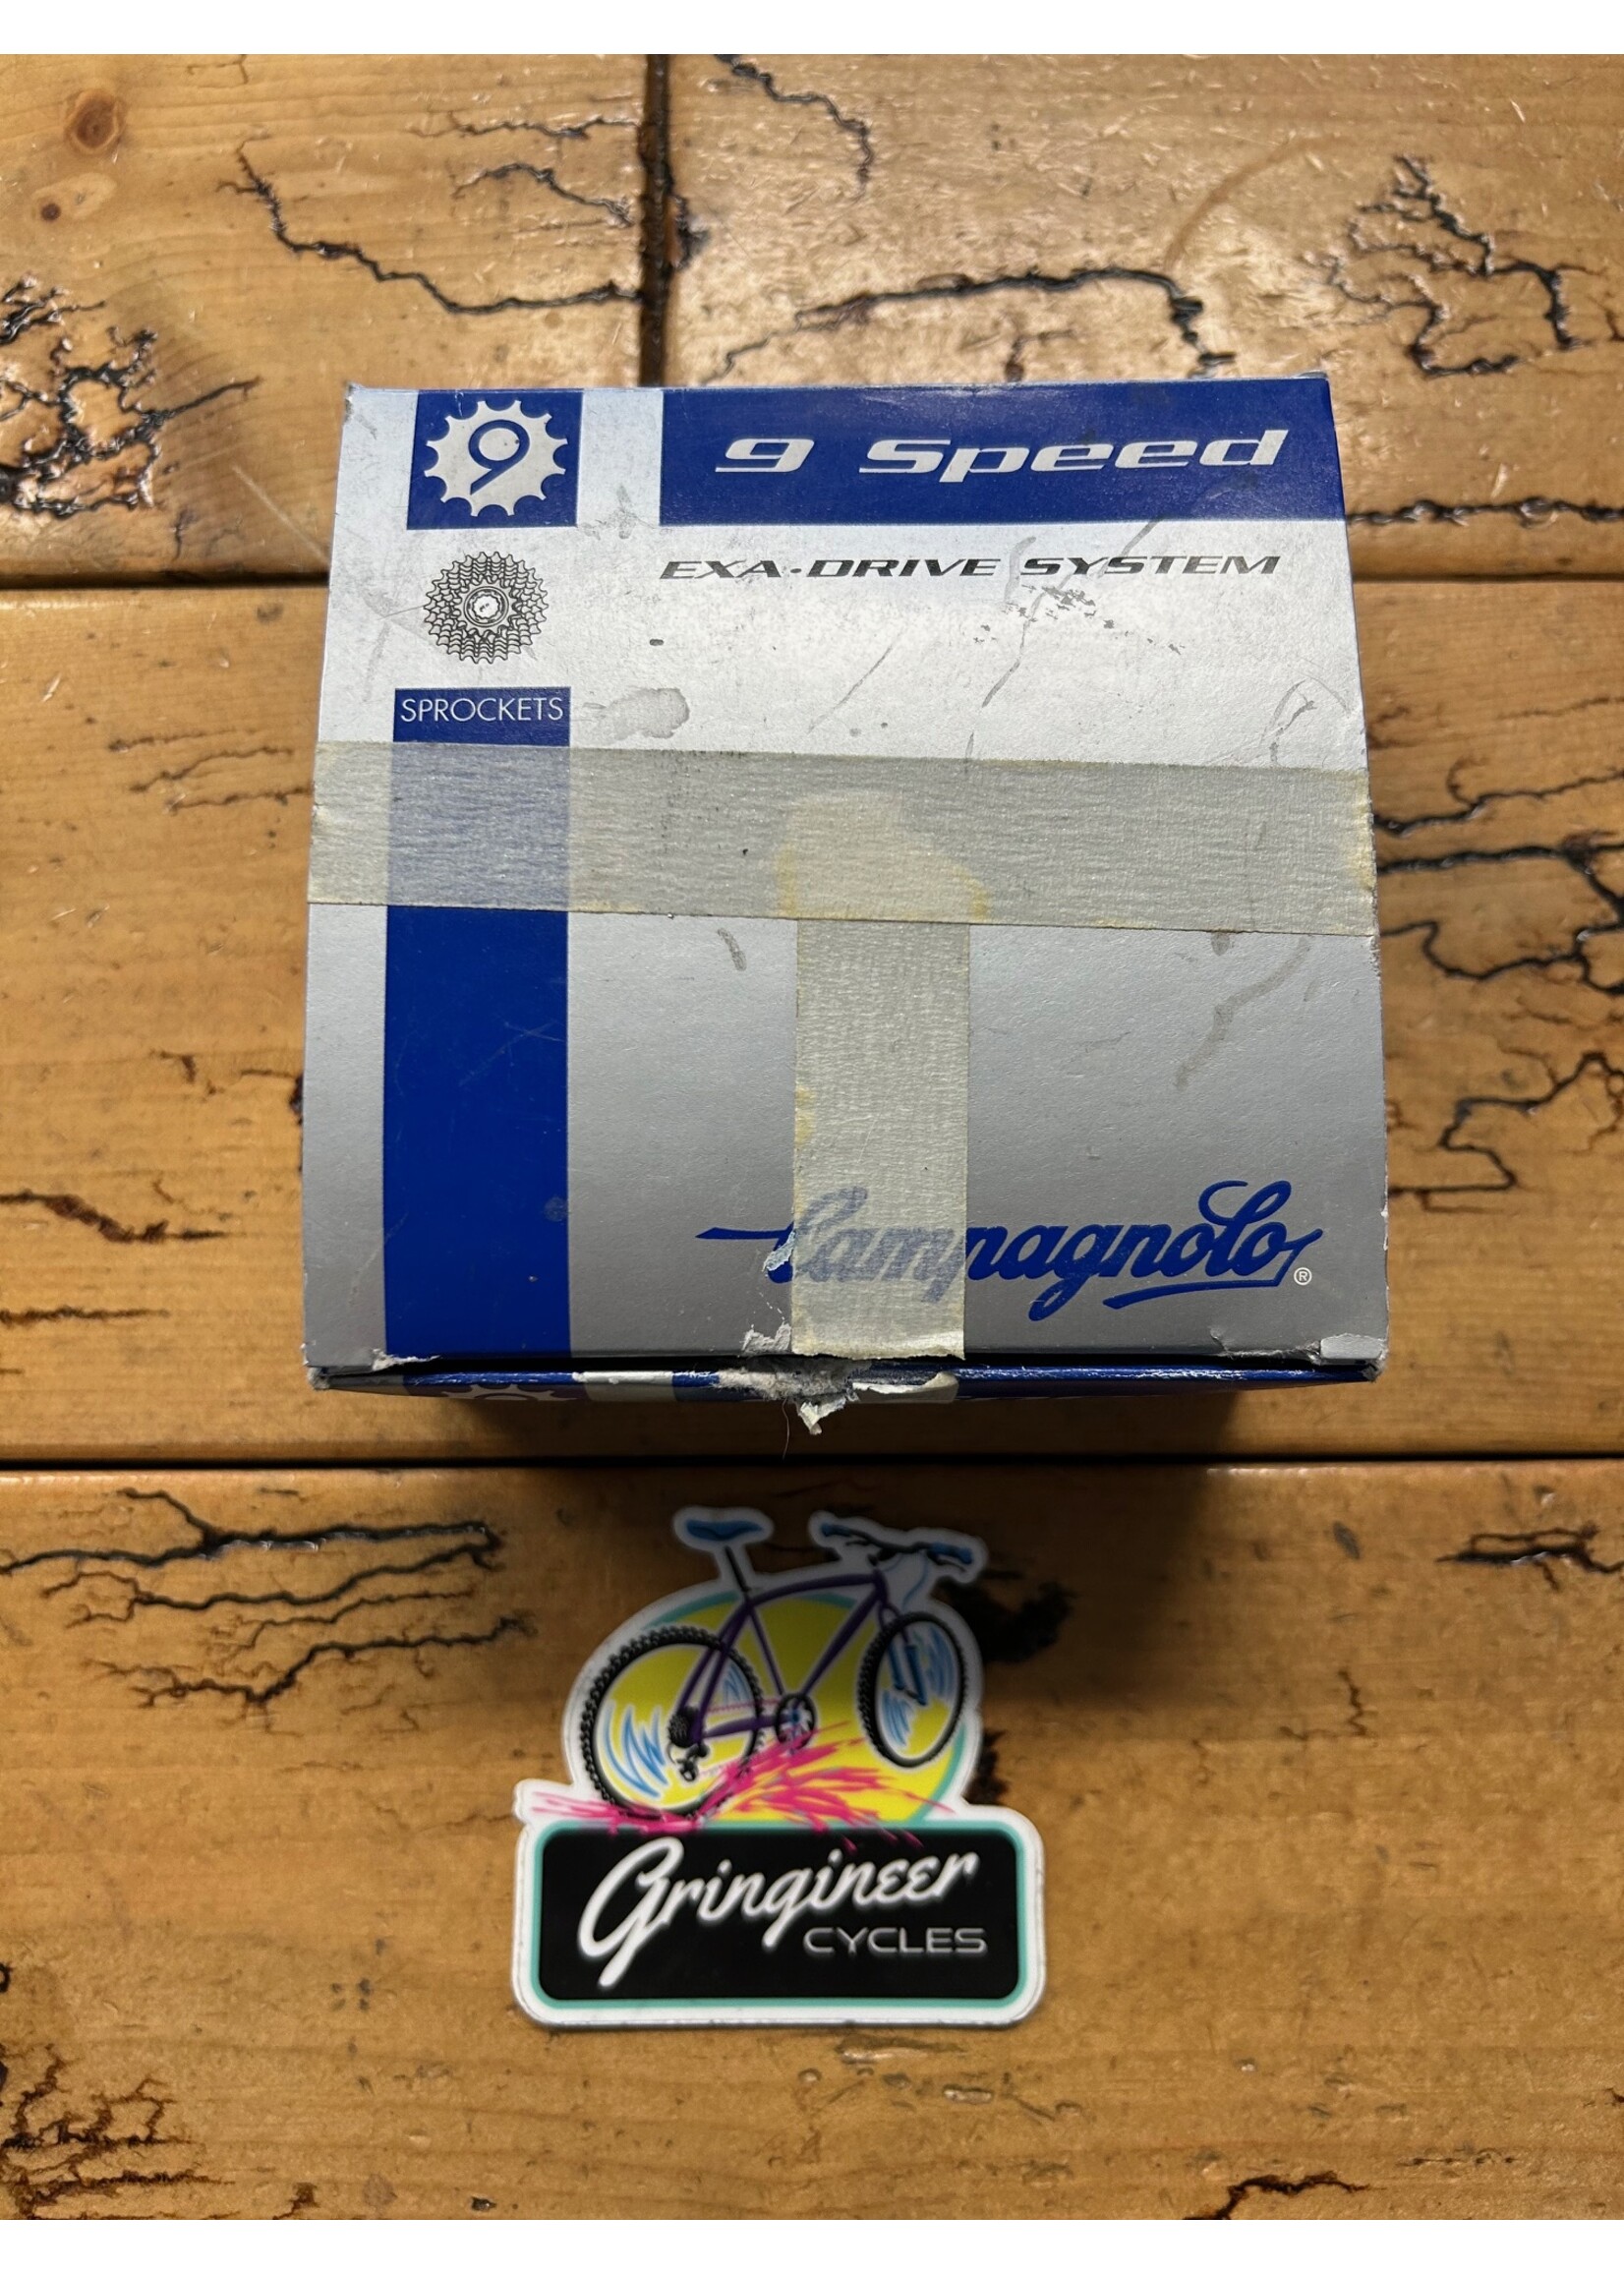 9
9 Speed
EXA-DRIVE SYSTEM
SPROCKETS
Campagnolo®
Gringineer
CYCLES